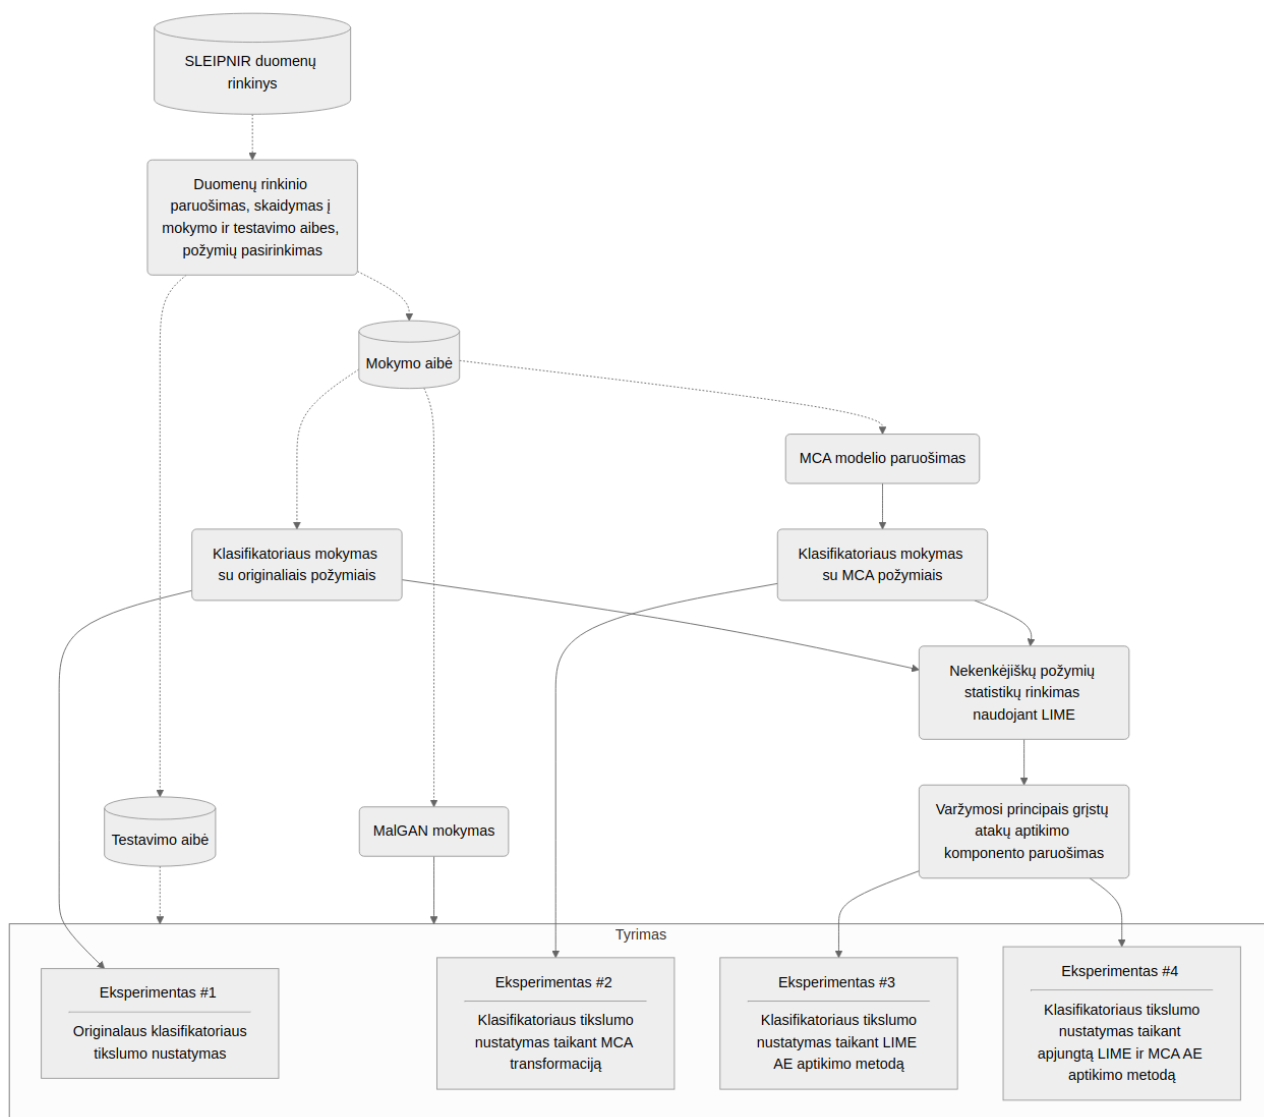 SLEIPNIR duomenų
rinkinys
Duomenų rinkinio
paruošimas, skaidymas į
mokymo ir testavimo aibes,
požymių pasirinkimas
Mokymo aibė
MCA modelio paruošimas
Klasifikatoriaus mokymas
su originaliais požymiais
Klasifikatoriaus mokymas
su MCA požymiais
Nekenkėjiškų požymių
statistikų rinkimas
naudojant LIME
Testavimo aibė
MalGAN mokymas
Varžymosi principais grįstų
atakų aptikimo
komponento paruošimas
Tyrimas
Eksperimentas #1
Originalaus klasifikatoriaus
tikslumo nustatymas
Eksperimentas #2
Klasifikatoriaus tikslumo
nustatymas taikant MCA
transformaciją
Eksperimentas #3
Klasifikatoriaus tikslumo
nustatymas taikant LIME
AE aptikimo metodą
Eksperimentas #4
Klasifikatoriaus tikslumo
nustatymas taikant
apjungtą LIME ir MCA AE
aptikimo metodą